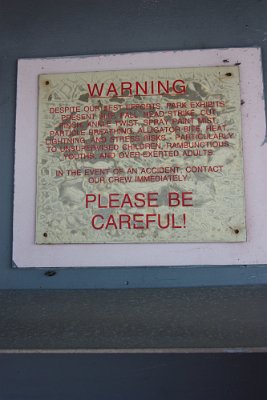 WARNING
DESPITE OUR BEST EFFORTS, PARK EXHIBITS
PRESENT TRIP, FALL, HEAD STRIKE, CUT,
ANKLE TWIST, SPRAY PAINT MIST,
PARTICLE BREATHING, ALLIGATOR BITE, HEAT,
LIGHTNING, AND STRESS RISKS - PARTICULARLY
TO UNSUPERVISED CHILDREN, RAMBUNCTIOUS
YOUTHS, AND OVER-EXERTED ADULTS.
IN THE EVENT OF AN ACCIDENT, CONTACT
OUR CREW IMMEDIATELY.
PLEASE BE
CAREFUL!